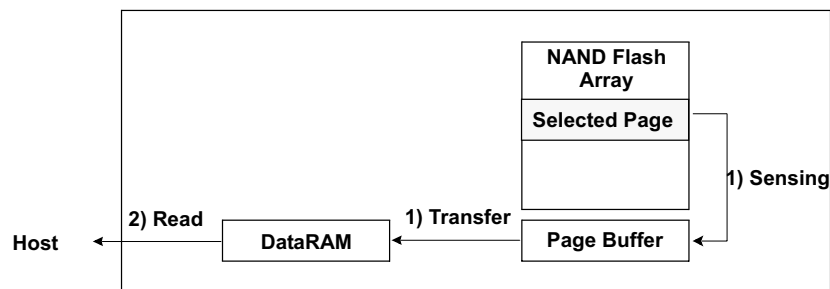 NAND Flash
Array
Selected Page
1) Sensing
2) Read
1) Transfer
Host
DataRAM
Page Buffer